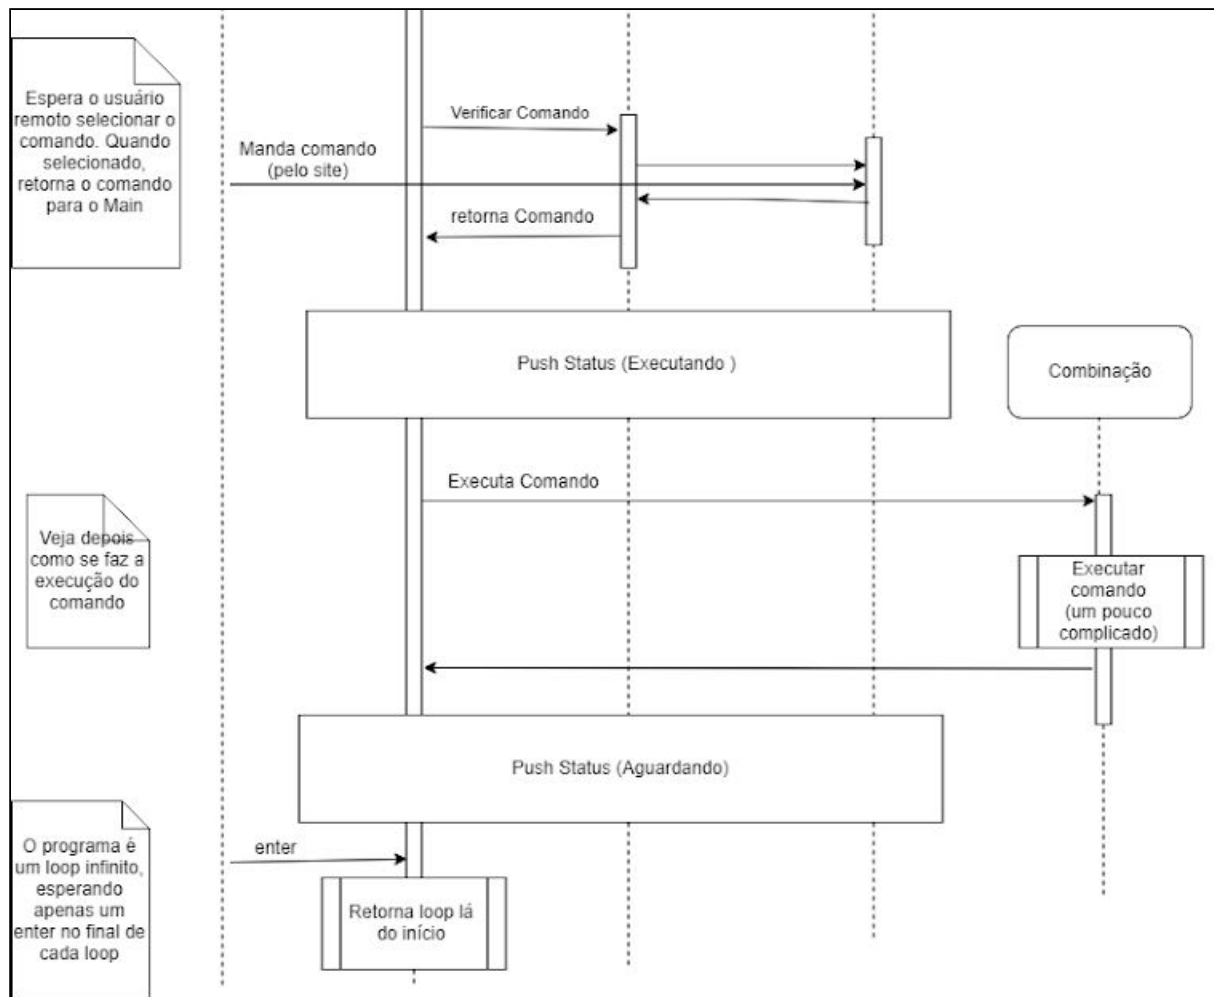 Espera o usuário
remoto selecionar o
comando. Quando
selecionado,
retorna o comando
para o Main
Verificar Comando
Manda comando
(pelo site)
retorna Comando
Push Status (Executando )
Combinação
Executa Comando
Veja depois
como se faz a
execução do
comando
Executar
comando
(um pouco
complicado)
Push Status (Aguardando)
O programa é
um loop infinito,
esperando
apenas um
enter no final de
cada loop
enter
Retorna loop lá
do início